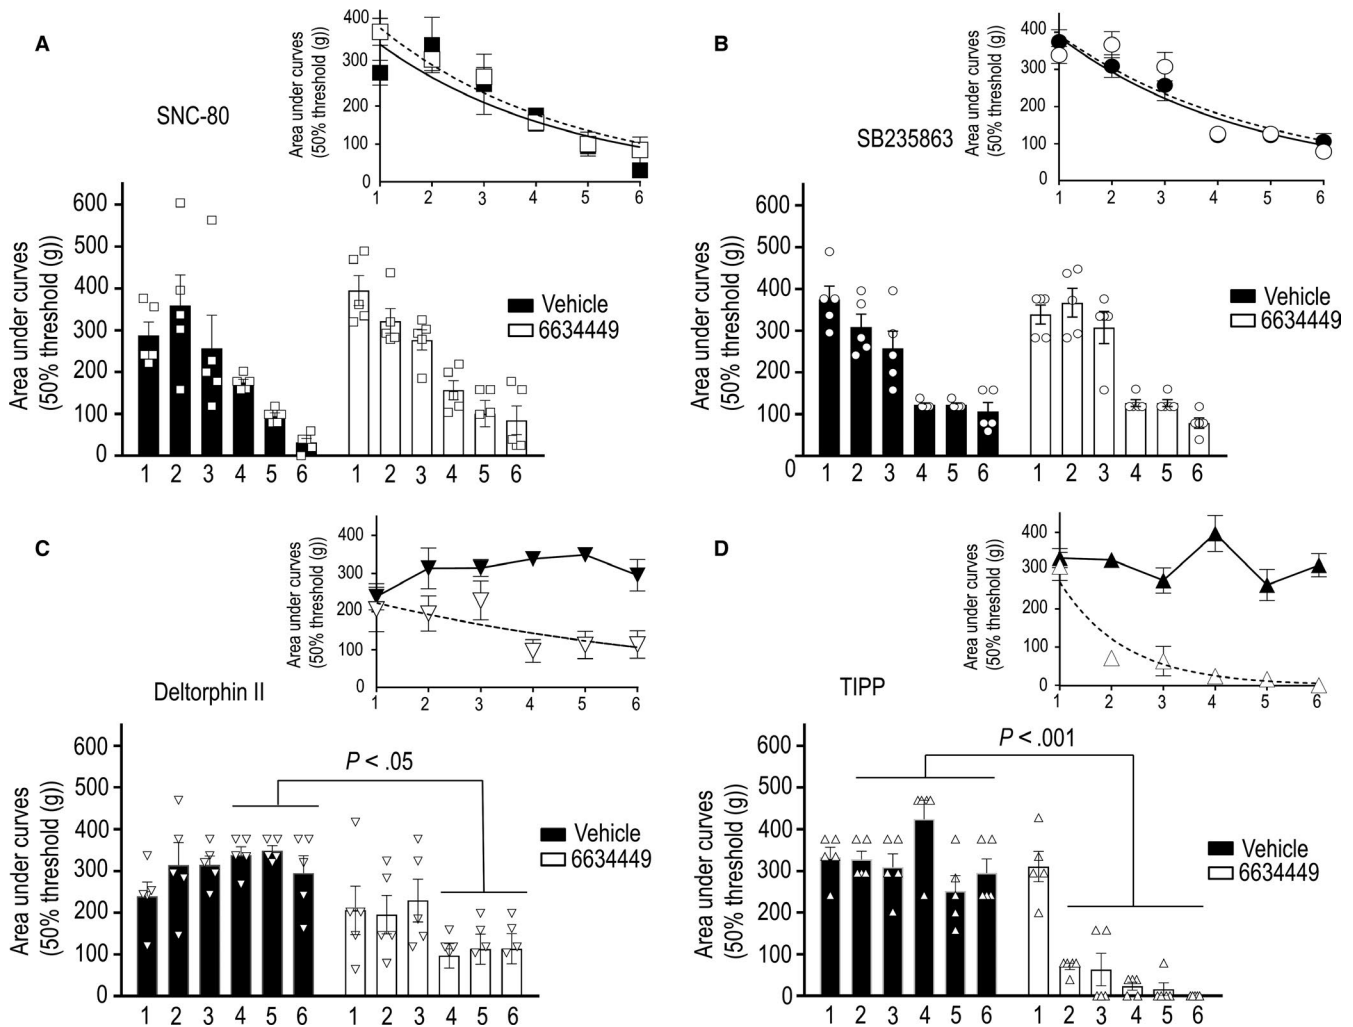 A
SNC-80
Area under curves
(50% threshold (g))
400
300
200
100
0
1 2 3 4 5 6
Area under curves
(50% threshold (g))
600
500
400
300
200
100
0
1 2 3 4 5 6 1 2 3 4 5 6
Vehicle
6634449
B
SB235863
Area under curves
(50% threshold (g))
400
300
200
100
0
1 2 3 4 5 6
Area under curves
(50% threshold (g))
600
500
400
300
200
100
0
1 2 3 4 5 6 1 2 3 4 5 6
Vehicle
6634449
C
Deltorphin II
Area under curves
(50% threshold (g))
400
300
200
100
0
1 2 3 4 5 6
Area under curves
(50% threshold (g))
600
500
400
300
200
100
0
P < .05
1 2 3 4 5 6 1 2 3 4 5 6
Vehicle
6634449
D
TIPP
Area under curves
(50% threshold (g))
400
300
200
100
0
1 2 3 4 5 6
Area under curves
(50% threshold (g))
600
500
400
300
200
100
0
P < .001
1 2 3 4 5 6 1 2 3 4 5 6
Vehicle
6634449